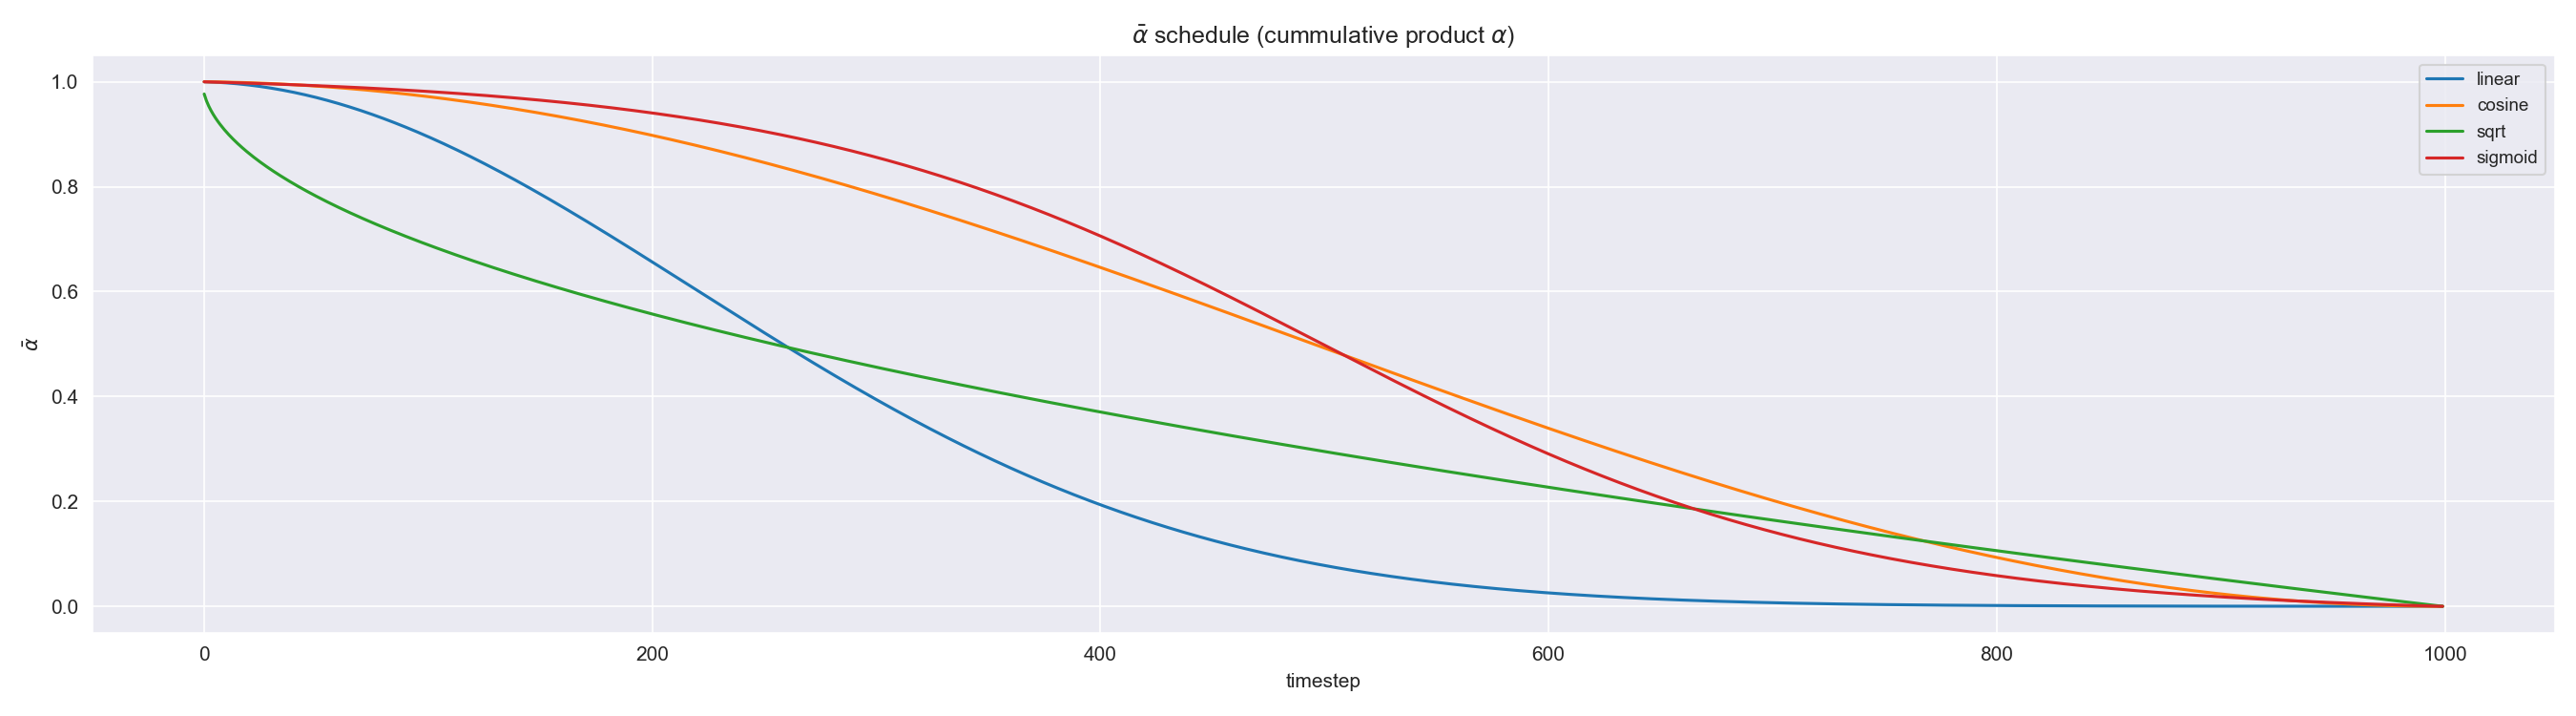 ᾱ schedule (cummulative product α)
1.0
0.8
0.6
0.4
0.2
0.0
ᾱ
linear
cosine
sqrt
sigmoid
0 200 400 600 800 1000
timestep